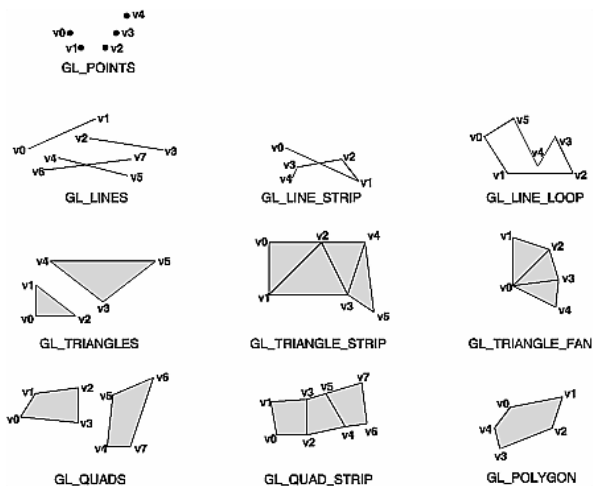 v4
v0 v3
v1 v2
GL_POINTS
v1
v0 v2 v3
v4 v7
v6 v5
GL_LINES
v0
v3 v2
v4 v1
GL_LINE_STRIP
v5
v0 v3
v4
v1 v2
GL_LINE_LOOP
v4 v5
v1
v3
v0 v2
GL_TRIANGLES
v0 v2 v4
v1 v3
v5
GL_TRIANGLE_STRIP
v1
v2
v3
v0
v4
GL_TRIANGLE_FAN
v6
v1 v2
v5
v0 v3
v4 v7
GL_QUADS
v7
v5
v1 v3
v0 v2 v4 v6
GL_QUAD_STRIP
v1
v0
v4 v2
v3
GL_POLYGON